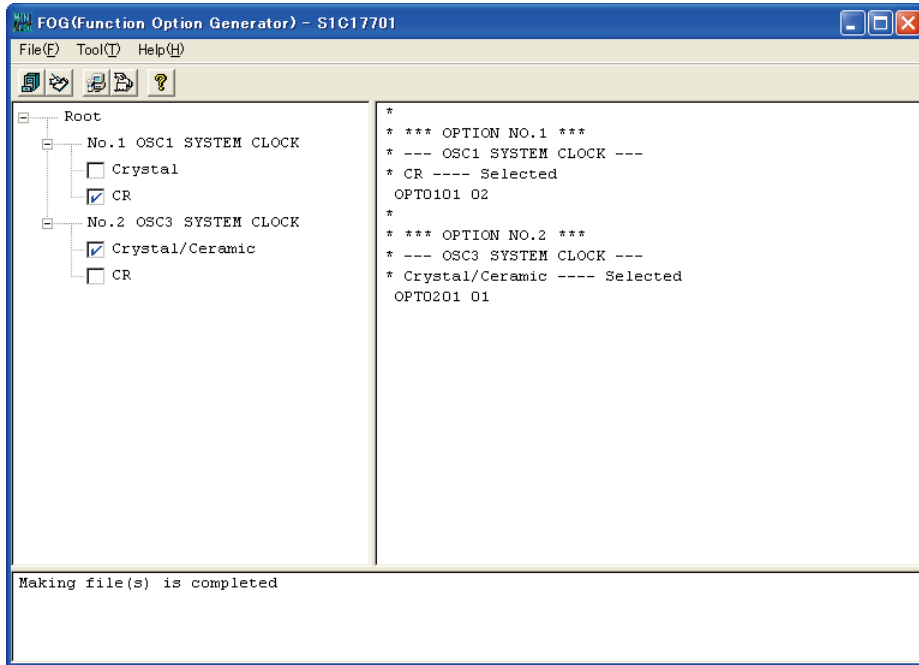 FOG(Function Option Generator) - S1C17701
File(F) Tool(T) Help(H)
Root
No.1 OSC1 SYSTEM CLOCK
Crystal
CR
No.2 OSC3 SYSTEM CLOCK
Crystal/Ceramic
CR
*
* *** OPTION NO.1 ***
* --- OSC1 SYSTEM CLOCK ---
* CR ---- Selected
OPT0101 02
*
* *** OPTION NO.2 ***
* --- OSC3 SYSTEM CLOCK ---
* Crystal/Ceramic ---- Selected
OPT0201 01
Making file(s) is completed